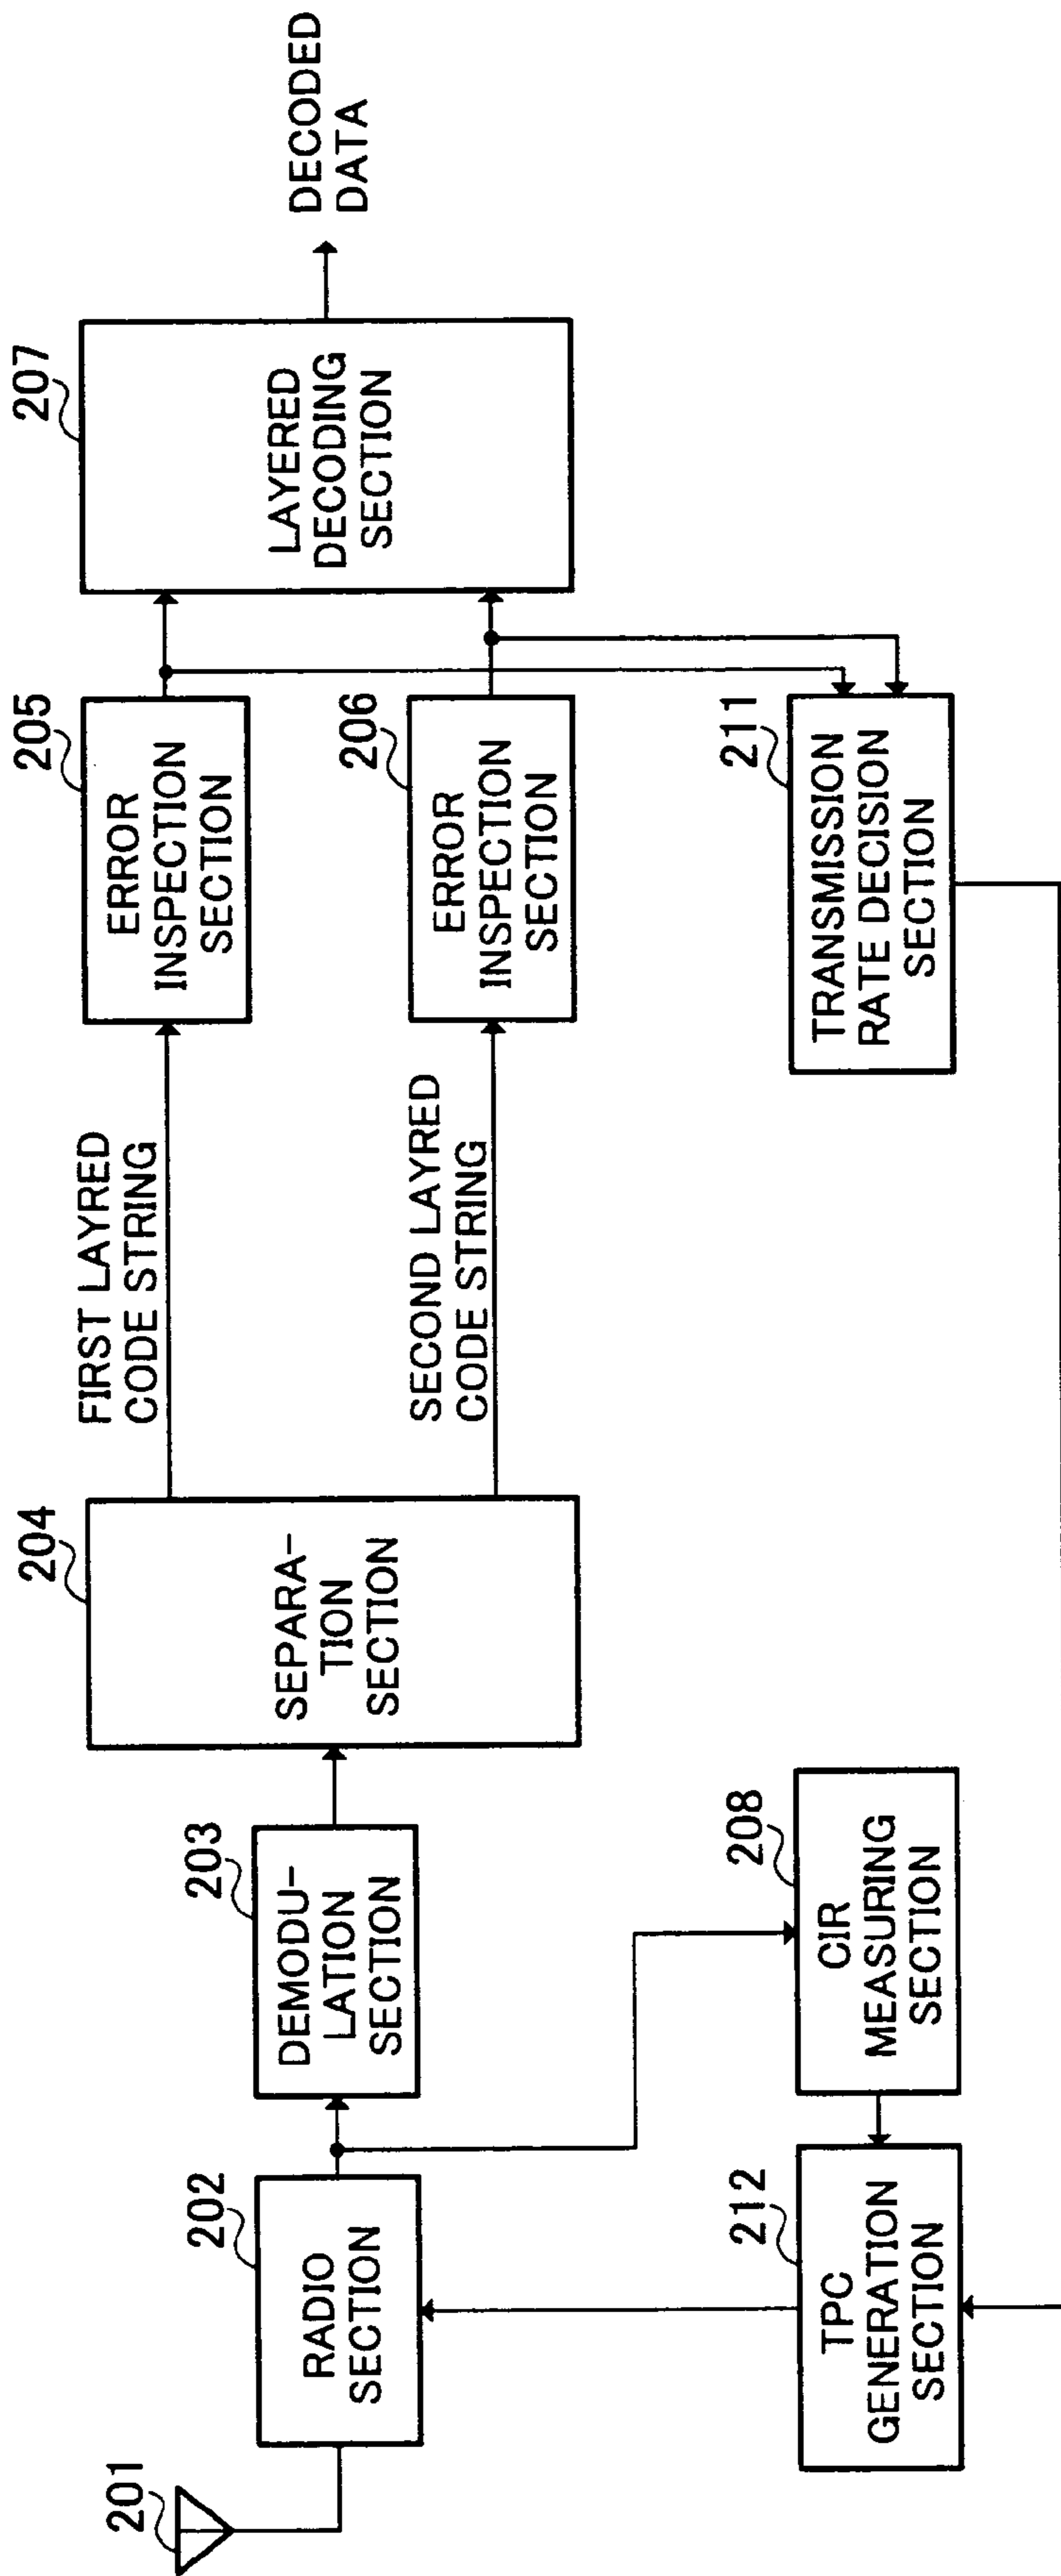 201
202
RADIO
SECTION
203
DEMODU-
LATION
SECTION
204
SEPARA-
TION
SECTION
FIRST LAYRED
CODE STRING
SECOND LAYRED
CODE STRING
205
ERROR
INSPECTION
SECTION
206
ERROR
INSPECTION
SECTION
207
LAYERED
DECODING
SECTION
DECODED
DATA
212
TPC
GENERATION
SECTION
208
CIR
MEASURING
SECTION
211
TRANSMISSION
RATE DECISION
SECTION